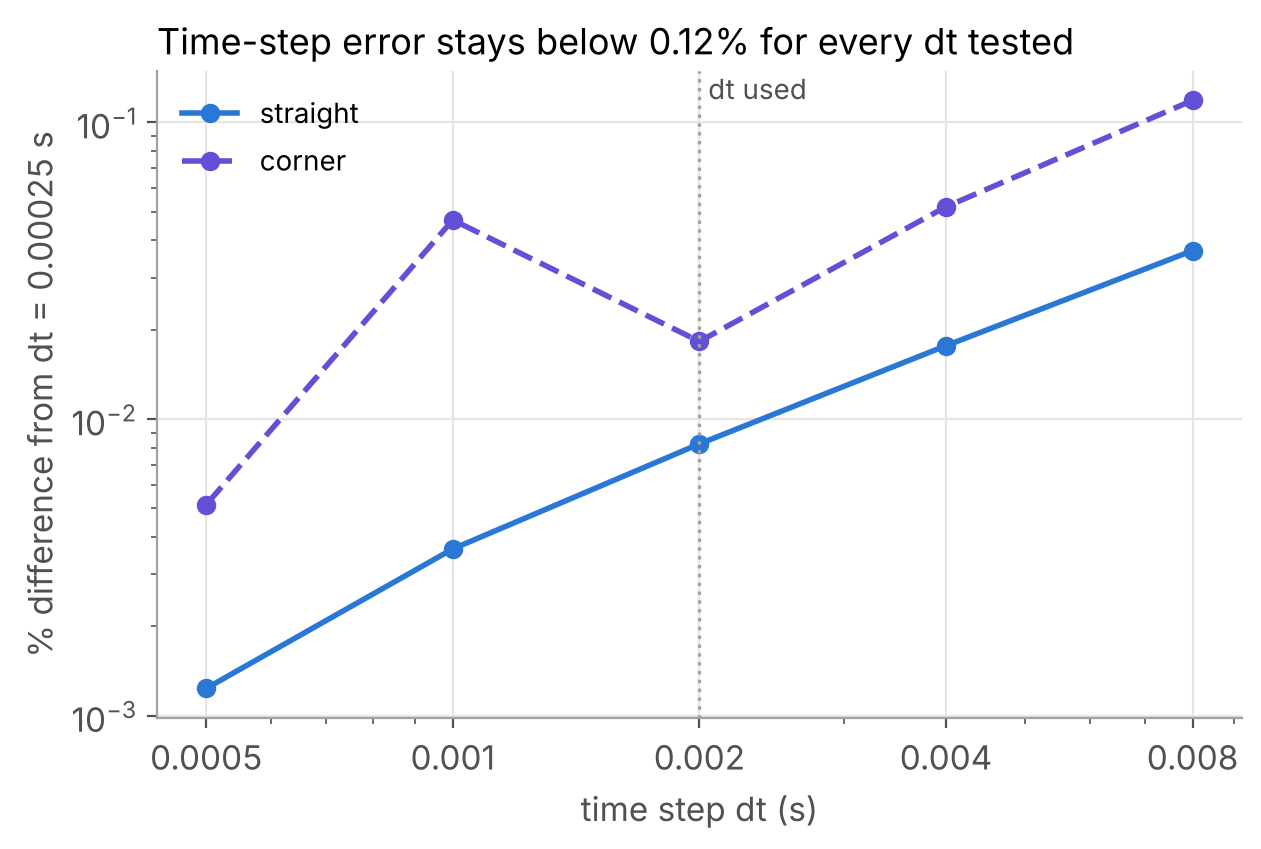 Time-step error stays below 0.12% for every dt tested
dt used
straight
corner
10⁻¹
10⁻²
10⁻³
% difference from dt = 0.00025 s
0.0005 0.001 0.002 0.004 0.008
time step dt (s)